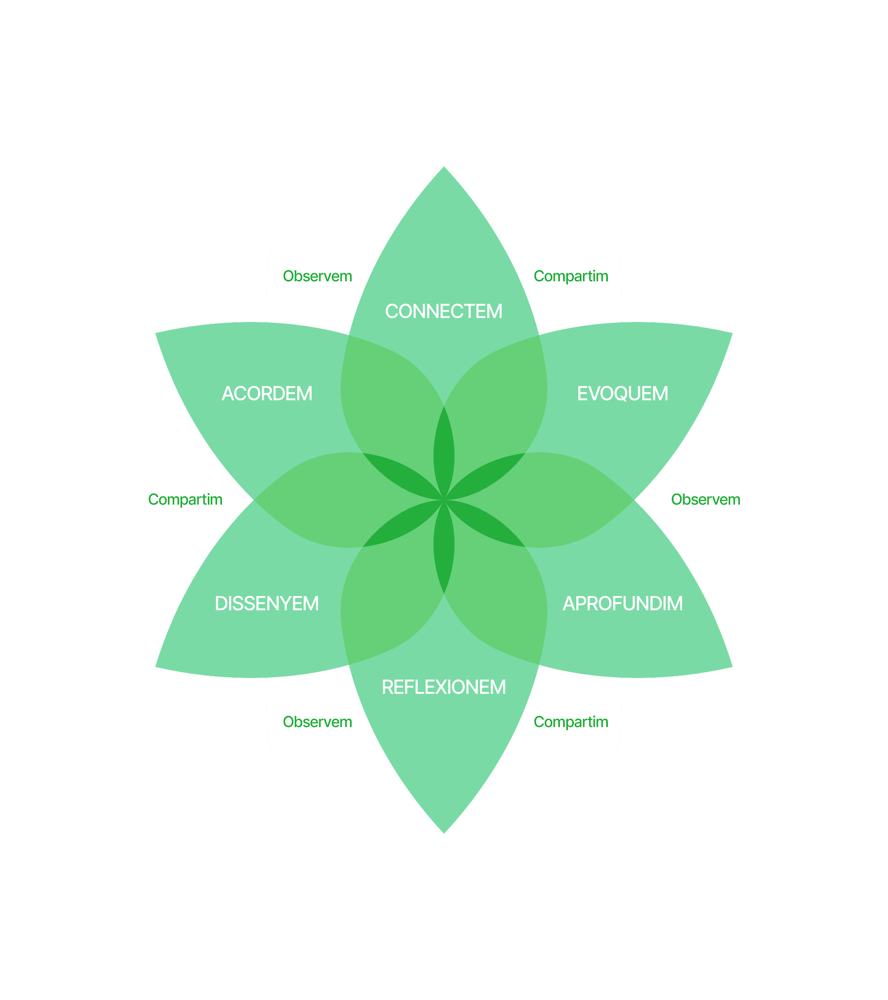 Observem
Compartim
CONNECTEM
ACORDEM
EVOQUEM
Compartim
Observem
DISSENYEM
APROFUNDIM
REFLEXIONEM
Observem
Compartim